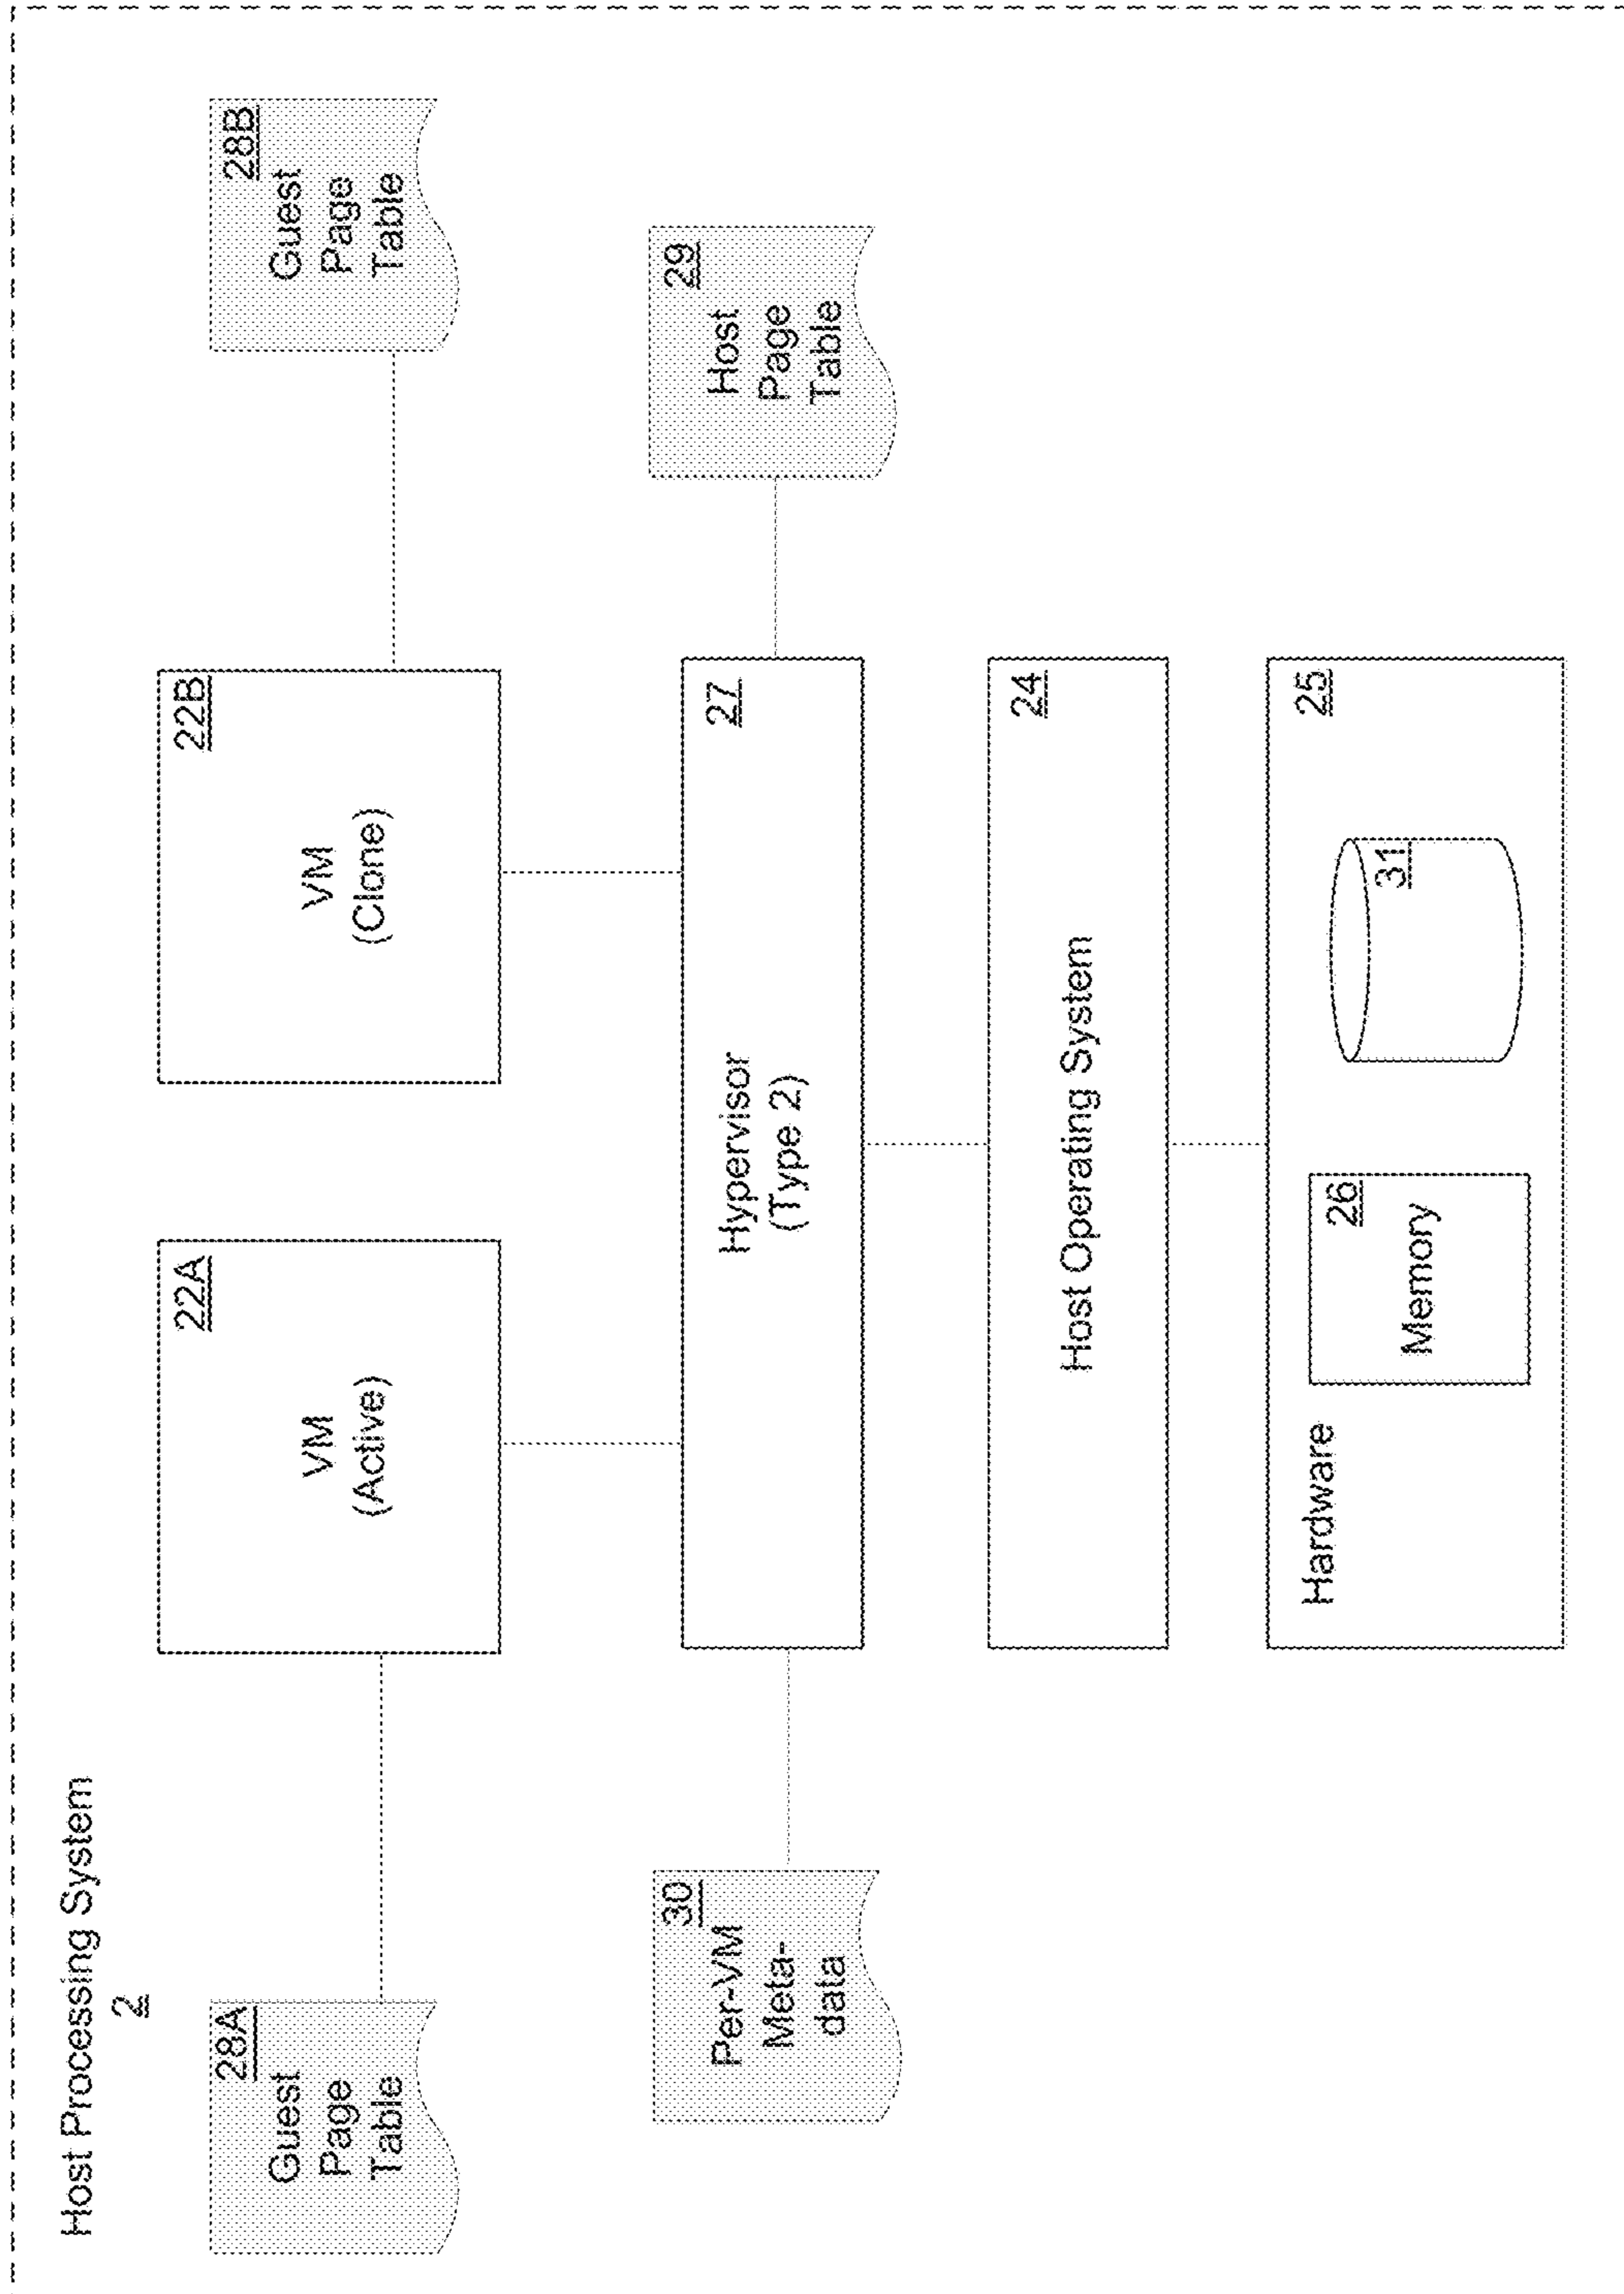 Host Processing System
2
28A
Guest
Page
Table
22A
VM
(Active)
22B
VM
(Clone)
28B
Guest
Page
Table
30
Per-VM
Meta-
data
27
Hypervisor
(Type 2)
29
Host
Page
Table
24
Host Operating System
25
Hardware
26
Memory
31